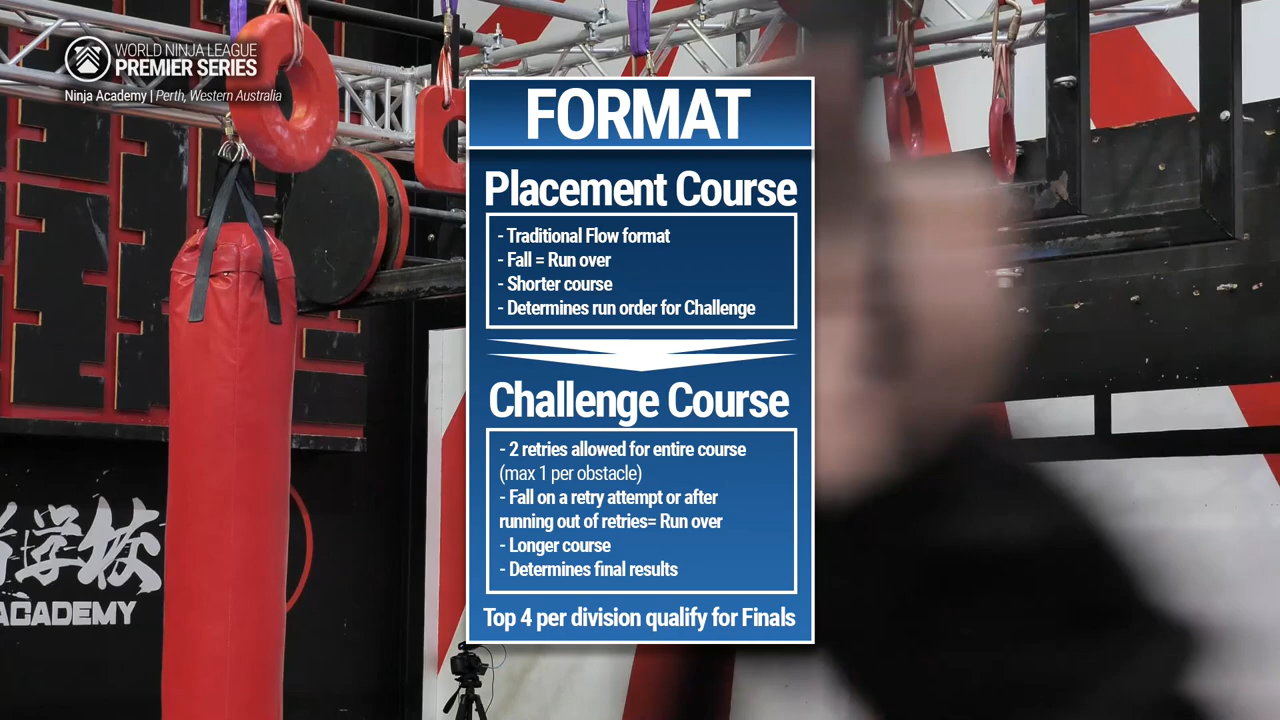 WORLD NINJA LEAGUE
PREMIER SERIES
Ninja Academy | Perth, Western Australia
FORMAT
Placement Course
- Traditional Flow format
- Fall = Run over
- Shorter course
- Determines run order for Challenge
Challenge Course
- 2 retries allowed for entire course
(max 1 per obstacle)
- Fall on a retry attempt or after
running out of retries= Run over
- Longer course
- Determines final results
Top 4 per division qualify for Finals
学校
ACADEMY